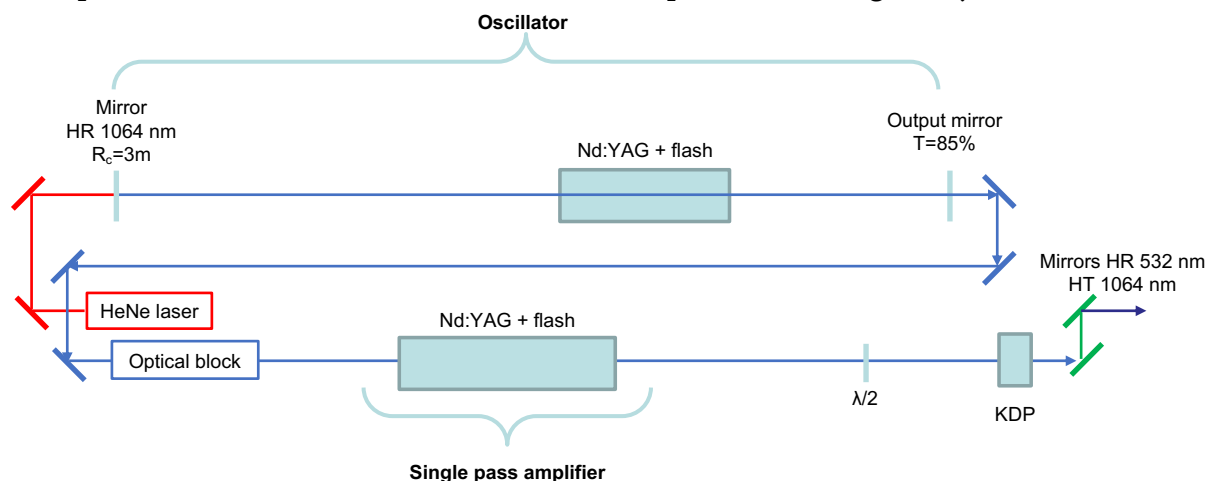 Oscillator
Mirror
HR 1064 nm
Rc=3m
Nd:YAG + flash
Output mirror
T=85%
Mirrors HR 532 nm
HT 1064 nm
HeNe laser
Nd:YAG + flash
Optical block
λ/2
KDP
Single pass amplifier